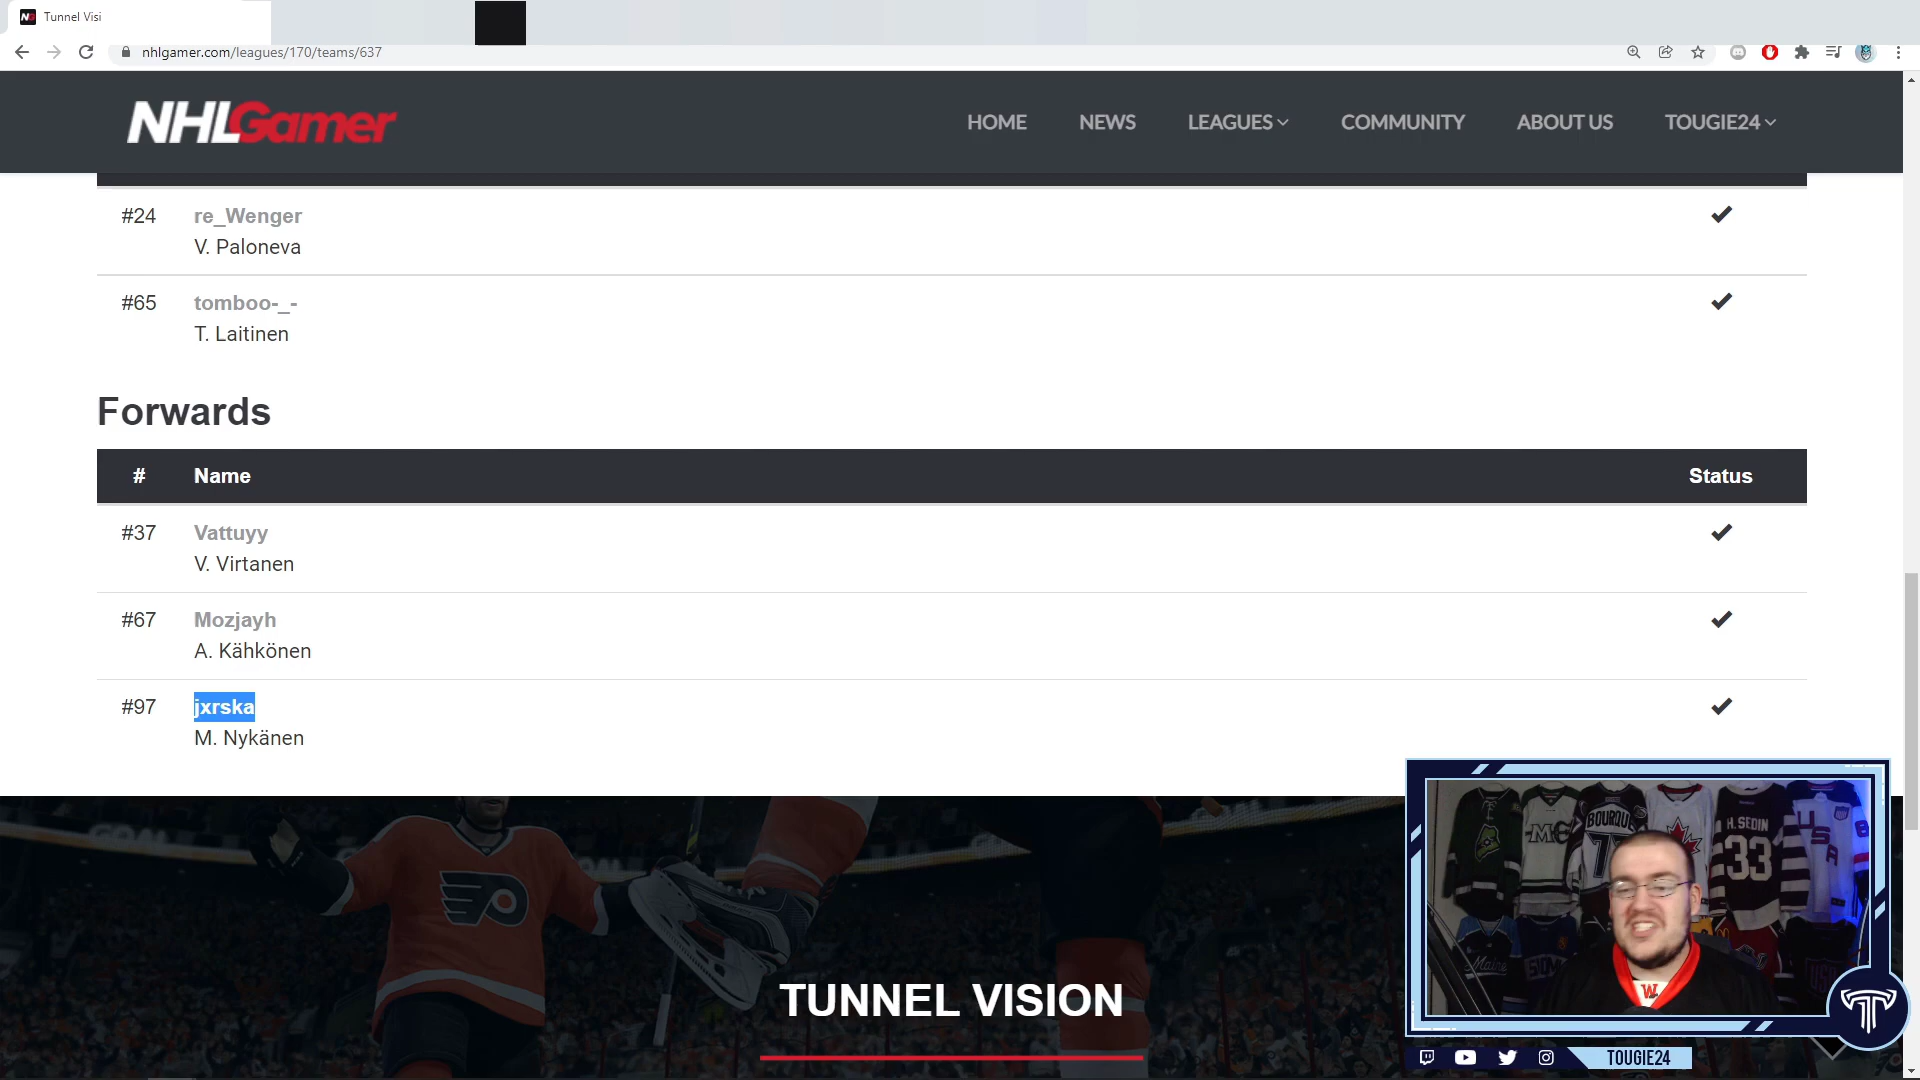 Tunnel Visi
nhlgamer.com/leagues/170/teams/637
NHLGamer
HOME NEWS LEAGUES COMMUNITY ABOUT US TOUGIE24
#24 re_Wenger
V. Paloneva
#65 tomboo-_-
T. Laitinen
Forwards
# Name Status
#37 Vattuyy
V. Virtanen
#67 Mozjayh
A. Kähkönen
#97 jxrska
M. Nykänen
BOURQUE
H. SEDIN
33
USA
Maine
W
TUNNEL VISION
TOUGIE24